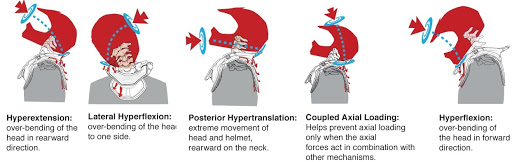 Hyperextension:
over-bending of the
head in rearward
direction.
Lateral Hyperflexion:
over-bending of the head
to one side.
Posterior Hypertranslation:
extreme movement of
head and helmet,
rearward on the neck.
Coupled Axial Loading:
Helps prevent axial loading
only when the axial
forces act in combination with
other mechanisms.
Hyperflexion:
over-bending of
the head in forward
direction.